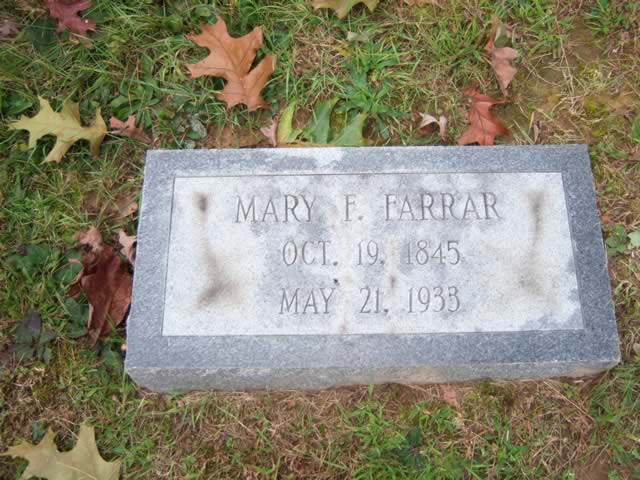 MARY F. FARRAR
OCT. 19, 1845
MAY 21, 1933